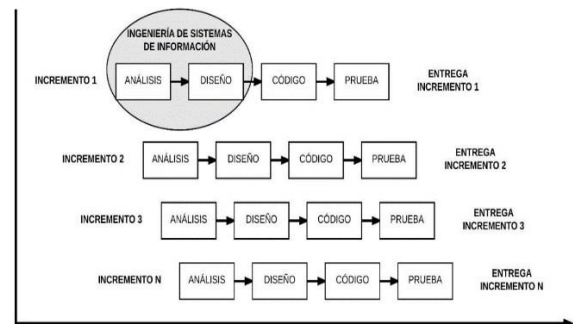 INGENIERÍA DE SISTEMAS
DE INFORMACIÓN
INCREMENTO 1
ANÁLISIS
DISEÑO
CÓDIGO
PRUEBA
ENTREGA
INCREMENTO 1
INCREMENTO 2
ANÁLISIS
DISEÑO
CÓDIGO
PRUEBA
ENTREGA
INCREMENTO 2
INCREMENTO 3
ANÁLISIS
DISEÑO
CÓDIGO
PRUEBA
ENTREGA
INCREMENTO 3
INCREMENTO N
ANÁLISIS
DISEÑO
CÓDIGO
PRUEBA
ENTREGA
INCREMENTO N